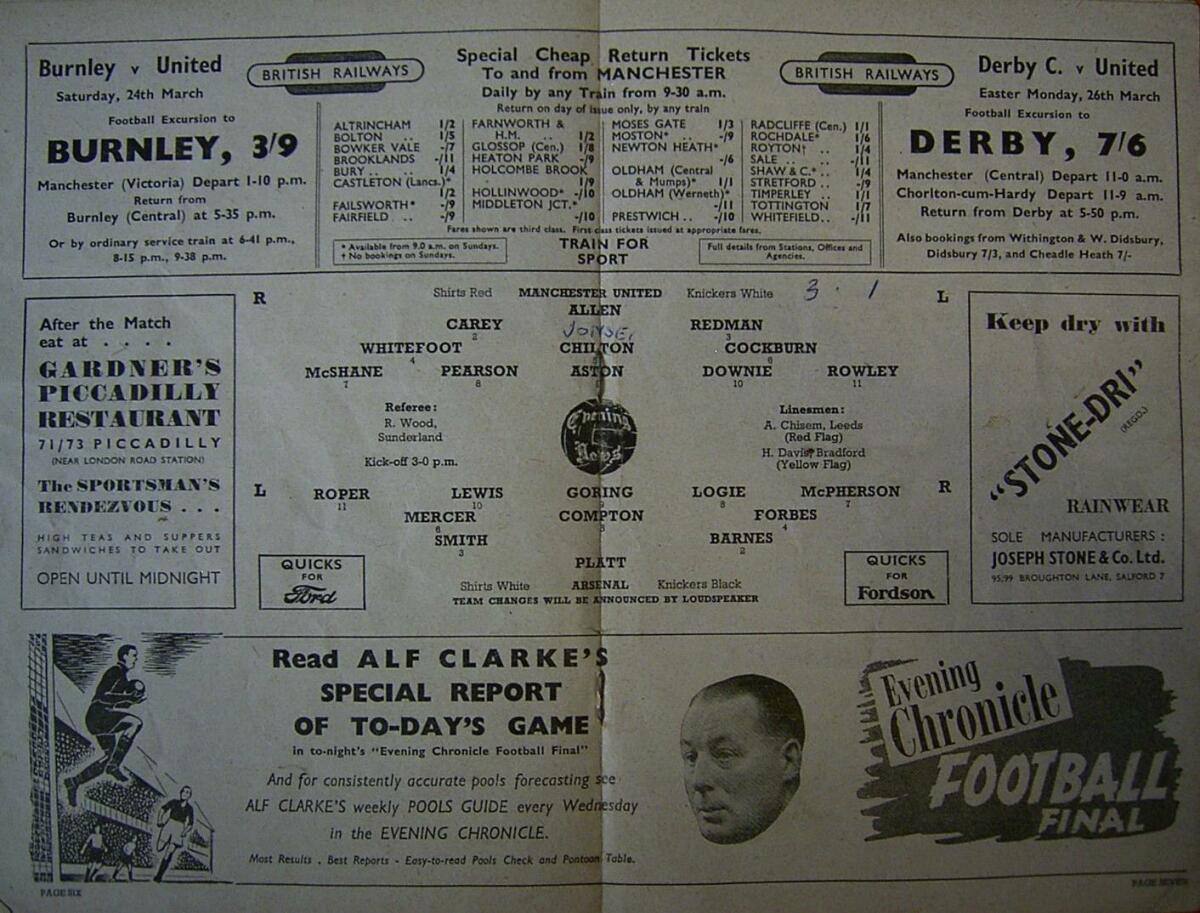 Burnley v United
Saturday, 24th March
Football Excursion to
BURNLEY, 3/9
Manchester (Victoria) Depart 1-10 p.m.
Return from
Burnley (Central) at 5-35 p.m.
Or by ordinary service train at 6-41 p.m.,
8-15 p.m., 9-38 p.m.
BRITISH RAILWAYS
Special Cheap Return Tickets
To and from MANCHESTER
Daily by any Train from 9-30 a.m.
Return on day of issue only, by any train
BRITISH RAILWAYS
ALTRINCHAM 1/2
BOLTON .. 1/5
BOWKER VALE -/7
BROOKLANDS -/11
BURY .. .. 1/4
CASTLETON (Lancs.)*
1/2
FAILSWORTH* -/9
FAIRFIELD .. -/9
FARNWORTH &
H.M. .. 1/2
GLOSSOP (Cen.) 1/8
HEATON PARK -/9
HOLCOMBE BROOK
1/9
HOLLINWOOD* -/10
MIDDLETON JCT.*
-/10
MOSES GATE 1/3
MOSTON* .. -/9
NEWTON HEATH*
-/6
OLDHAM (Central
& Mumps)* 1/1
OLDHAM (Werneth)*
-/11
PRESTWICH .. -/10
RADCLIFFE (Cen.) 1/1
ROCHDALE* 1/6
ROYTON† .. 1/4
SALE .. .. -/11
SHAW & C.* .. 1/4
STRETFORD .. -/9
TIMPERLEY .. 1/1
TOTTINGTON 1/7
WHITEFIELD.. -/11
Fares shown are third class. First class tickets issued at appropriate fares.
* Available from 9.0 a.m. on Sundays.
† No bookings on Sundays.
TRAIN FOR
SPORT
Full details from Stations, Offices and
Agencies.
Derby C. v United
Easter Monday, 26th March
Football Excursion to
DERBY, 7/6
Manchester (Central) Depart 11-0 a.m.
Chorlton-cum-Hardy Depart 11-9 a.m.
Return from Derby at 5-50 p.m.
Also bookings from Withington & W. Didsbury,
Didsbury 7/3, and Cheadle Heath 7/-
After the Match
eat at . . . .
GARDNER'S
PICCADILLY
RESTAURANT
71/73 PICCADILLY
(NEAR LONDON ROAD STATION)
The SPORTSMAN'S
RENDEZVOUS . . .
HIGH TEAS AND SUPPERS
SANDWICHES TO TAKE OUT
OPEN UNTIL MIDNIGHT
R Shirts Red MANCHESTER UNITED Knickers White 3 : 1 L
ALLEN
CAREY REDMAN
2 3
WHITEFOOT CHILTON COCKBURN
4 6
McSHANE PEARSON ASTON DOWNIE ROWLEY
7 8 10 11
Referee:
R. Wood,
Sunderland
Kick-off 3-0 p.m.
Evening
News
Linesmen:
A. Chisem, Leeds
(Red Flag)
H. Davis, Bradford
(Yellow Flag)
L ROPER LEWIS GORING LOGIE McPHERSON R
11 10 9 8 7
MERCER COMPTON FORBES
6 5 4
SMITH BARNES
3 2
PLATT
Shirts White ARSENAL Knickers Black
TEAM CHANGES WILL BE ANNOUNCED BY LOUDSPEAKER
QUICKS
FOR
Ford
QUICKS
FOR
Fordson
Keep dry with
"STONE-DRI"
(REGD.)
RAINWEAR
SOLE MANUFACTURERS :
JOSEPH STONE & Co. Ltd.
95/99 BROUGHTON LANE, SALFORD 7
Read ALF CLARKE'S
SPECIAL REPORT
OF TO-DAY'S GAME
in to-night's "Evening Chronicle Football Final"
And for consistently accurate pools forecasting see
ALF CLARKE'S weekly POOLS GUIDE every Wednesday
in the EVENING CHRONICLE.
Most Results . Best Reports - Easy-to-read Pools Check and Pontoon Table.
Evening
Chronicle
FOOTBALL
FINAL
PAGE SIX
PAGE SEVEN